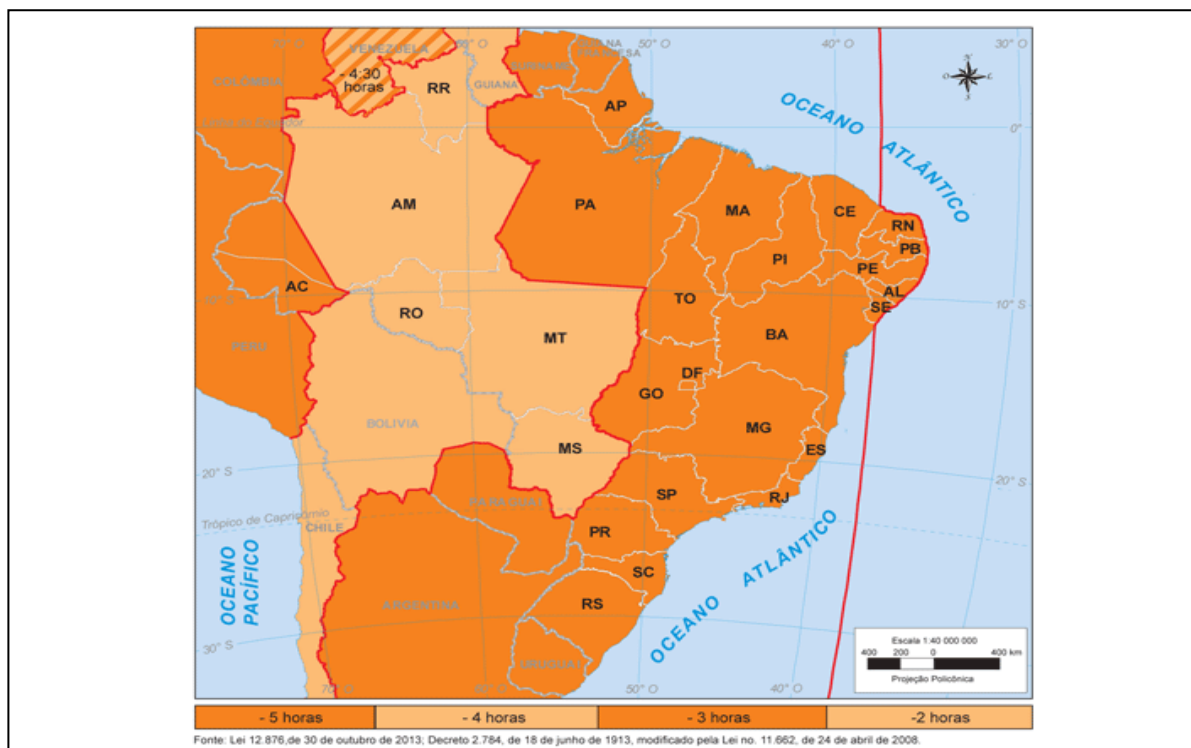 70° O
60° O
50° O
40° O
30° O
VENEZUELA
- 4:30
horas
COLÔMBIA
RR
GUIANA
SURINAME
AP
OCEANO
ATLÂNTICO
O
L
S
Linha do Equador
0°
AM
PA
MA
CE
RN
PB
PI
PE
AL
SE
AC
RO
TO
10° S
10° S
PERU
MT
BA
DF
GO
BOLIVIA
MS
MG
ES
20° S
20° S
SP
RJ
PARAGUAI
Trópico de Capricórnio
CHILE
PR
OCEANO
PACÍFICO
SC
OCEANO
ATLÂNTICO
ARGENTINA
RS
30° S
URUGUAI
Escala 1:40 000 000
400 200 0 400 km
Projeção Policônica
70° O
60° O
50° O
40° O
- 5 horas
- 4 horas
- 3 horas
-2 horas
Fonte: Lei 12.876,de 30 de outubro de 2013; Decreto 2.784, de 18 de junho de 1913, modificado pela Lei no. 11.662, de 24 de abril de 2008.